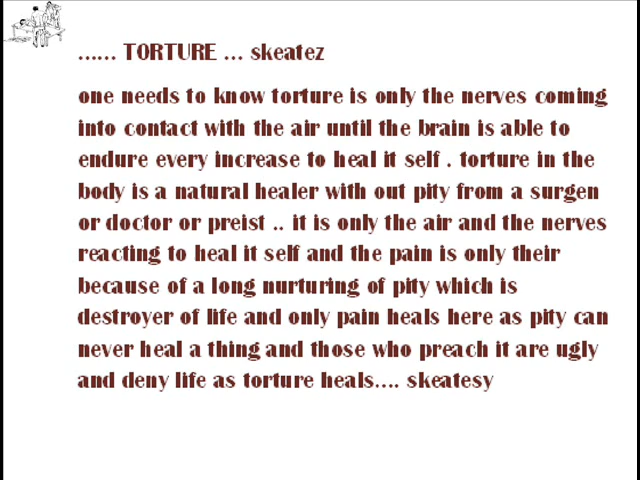 ...... TORTURE ... skeatez
one needs to know torture is only the nerves coming
into contact with the air until the brain is able to
endure every increase to heal it self . torture in the
body is a natural healer with out pity from a surgen
or doctor or preist .. it is only the air and the nerves
reacting to heal it self and the pain is only their
because of a long nurturing of pity which is
destroyer of life and only pain heals here as pity can
never heal a thing and those who preach it are ugly
and deny life as torture heals.... skeatesy